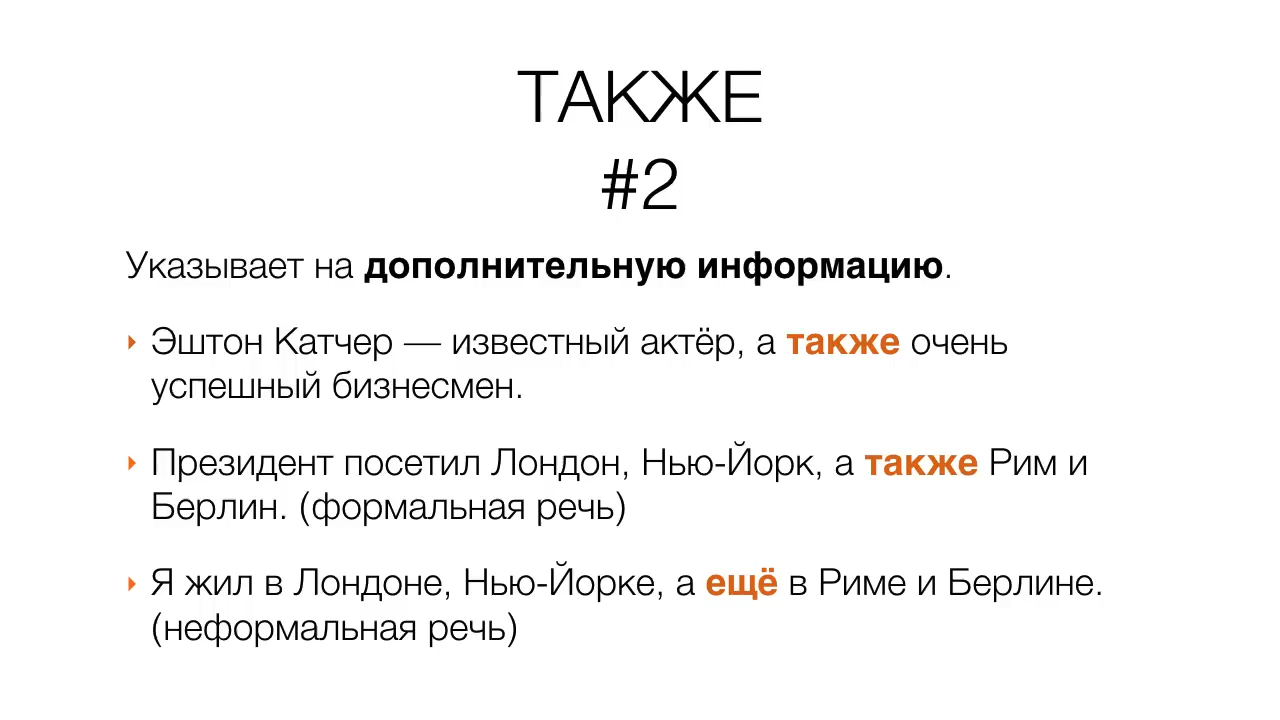 ТАКЖЕ
#2
Указывает на дополнительную информацию.
‣ Эштон Катчер — известный актёр, а также очень
успешный бизнесмен.
‣ Президент посетил Лондон, Нью-Йорк, а также Рим и
Берлин. (формальная речь)
‣ Я жил в Лондоне, Нью-Йорке, а ещё в Риме и Берлине.
(неформальная речь)